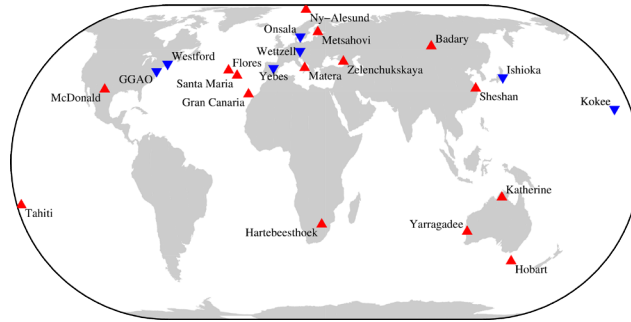 Ny-Alesund
Onsala
Metsahovi
Badary
Westford
Wettzell
Flores
Zelenchukskaya
GGAO
Yebes
Matera
Ishioka
Santa Maria
McDonald
Gran Canaria
Sheshan
Kokee
Katherine
Tahiti
Hartebeesthoek
Yarragadee
Hobart